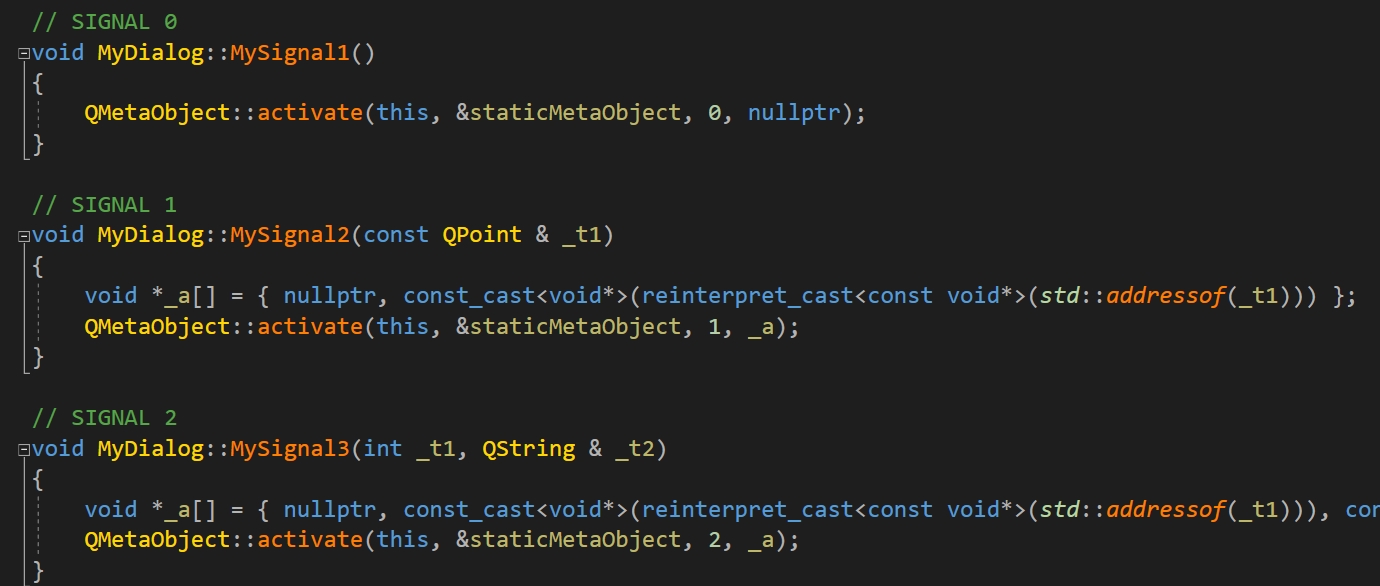 // SIGNAL 0
void MyDialog::MySignal1()
{
    QMetaObject::activate(this, &staticMetaObject, 0, nullptr);
}
// SIGNAL 1
void MyDialog::MySignal2(const QPoint & _t1)
{
    void *_a[] = { nullptr, const_cast<void*>(reinterpret_cast<const void*>(std::addressof(_t1))) };
    QMetaObject::activate(this, &staticMetaObject, 1, _a);
}
// SIGNAL 2
void MyDialog::MySignal3(int _t1, QString & _t2)
{
    void *_a[] = { nullptr, const_cast<void*>(reinterpret_cast<const void*>(std::addressof(_t1))), con
    QMetaObject::activate(this, &staticMetaObject, 2, _a);
}